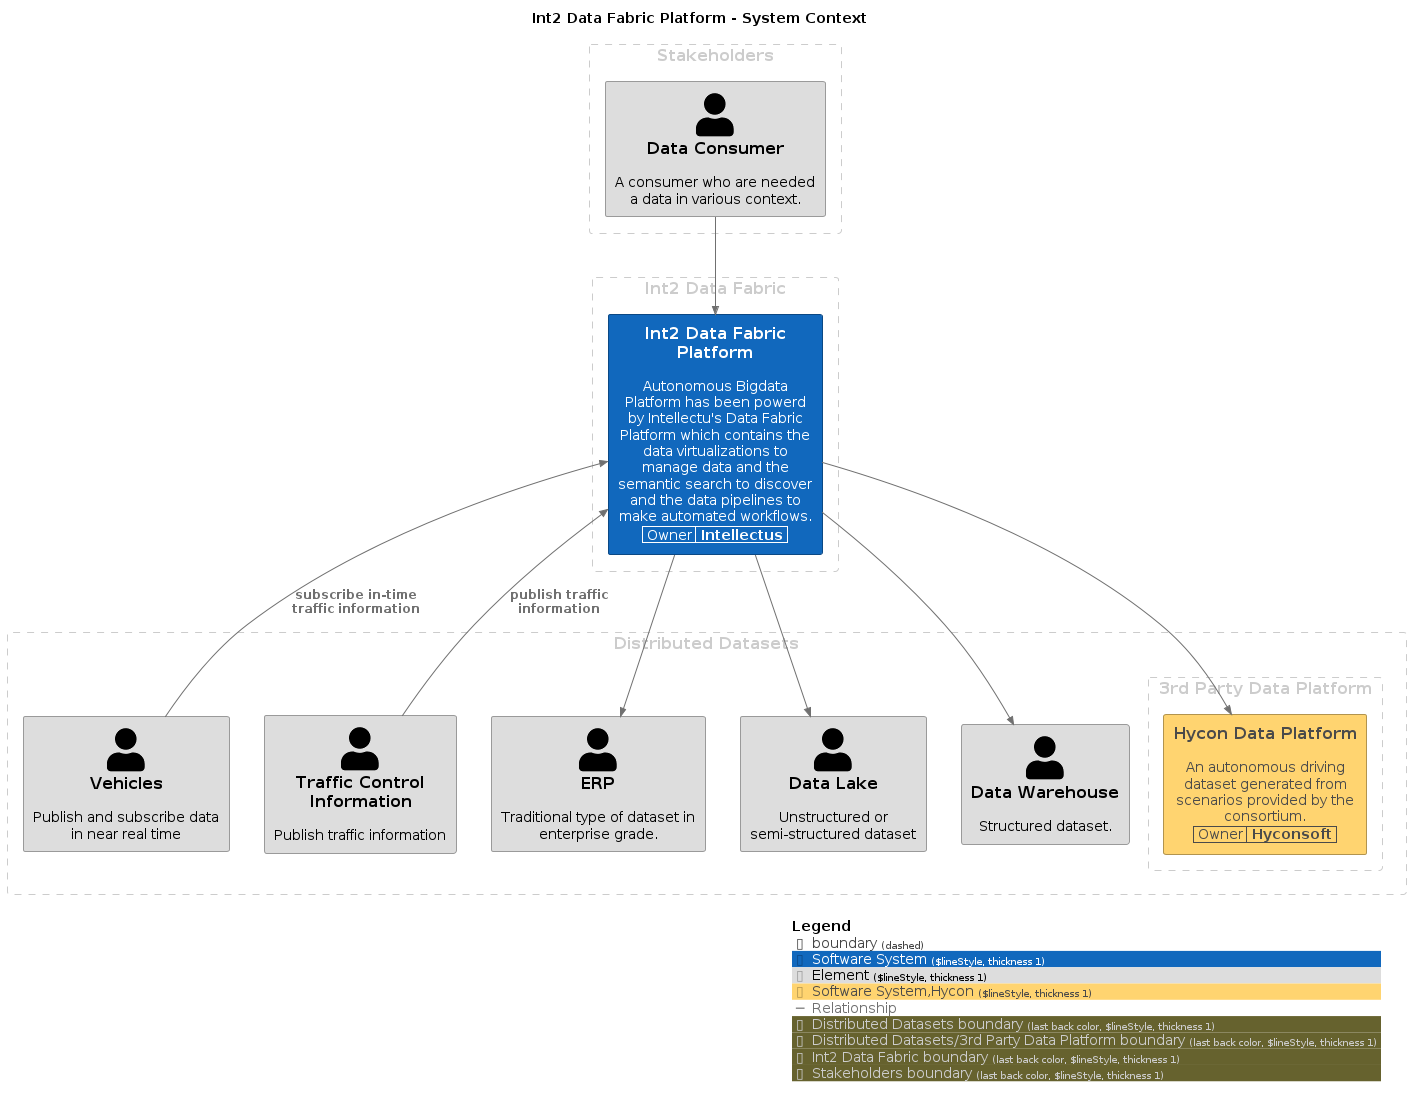 Int2 Data Fabric Platform - System Context
Stakeholders
Data Consumer
A consumer who are needed
a data in various context.
Int2 Data Fabric
Int2 Data Fabric
Platform
Autonomous Bigdata
Platform has been powerd
by Intellectu's Data Fabric
Platform which contains the
data virtualizations to
manage data and the
semantic search to discover
and the data pipelines to
make automated workflows.
Owner Intellectus
subscribe in-time
traffic information
publish traffic
information
Distributed Datasets
Vehicles
Publish and subscribe data
in near real time
Traffic Control
Information
Publish traffic information
ERP
Traditional type of dataset in
enterprise grade.
Data Lake
Unstructured or
semi-structured dataset
Data Warehouse
Structured dataset.
3rd Party Data Platform
Hycon Data Platform
An autonomous driving
dataset generated from
scenarios provided by the
consortium.
Owner Hyconsoft
Legend
boundary (dashed)
Software System ($lineStyle, thickness 1)
Element ($lineStyle, thickness 1)
Software System,Hycon ($lineStyle, thickness 1)
Relationship
Distributed Datasets boundary (last back color, $lineStyle, thickness 1)
Distributed Datasets/3rd Party Data Platform boundary (last back color, $lineStyle, thickness 1)
Int2 Data Fabric boundary (last back color, $lineStyle, thickness 1)
Stakeholders boundary (last back color, $lineStyle, thickness 1)